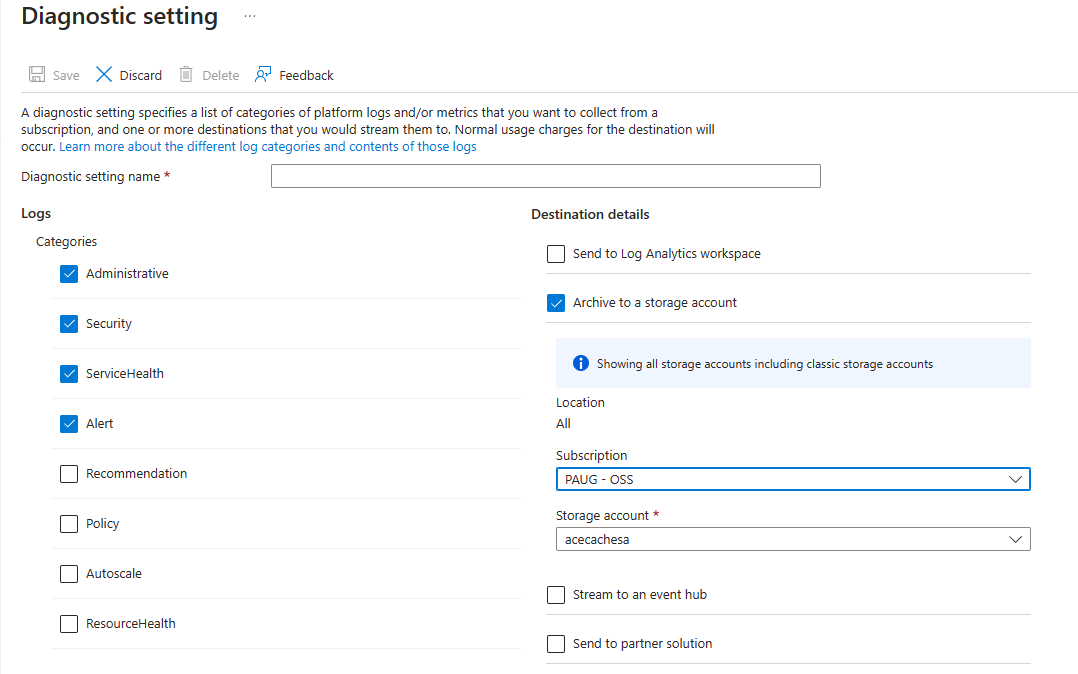 Diagnostic setting ...
Save Discard Delete Feedback
A diagnostic setting specifies a list of categories of platform logs and/or metrics that you want to collect from a
subscription, and one or more destinations that you would stream them to. Normal usage charges for the destination will
occur. Learn more about the different log categories and contents of those logs
Diagnostic setting name *
Logs
Categories
Administrative
Security
ServiceHealth
Alert
Recommendation
Policy
Autoscale
ResourceHealth
Destination details
Send to Log Analytics workspace
Archive to a storage account
Showing all storage accounts including classic storage accounts
Location
All
Subscription
PAUG - OSS
Storage account *
acecachesa
Stream to an event hub
Send to partner solution